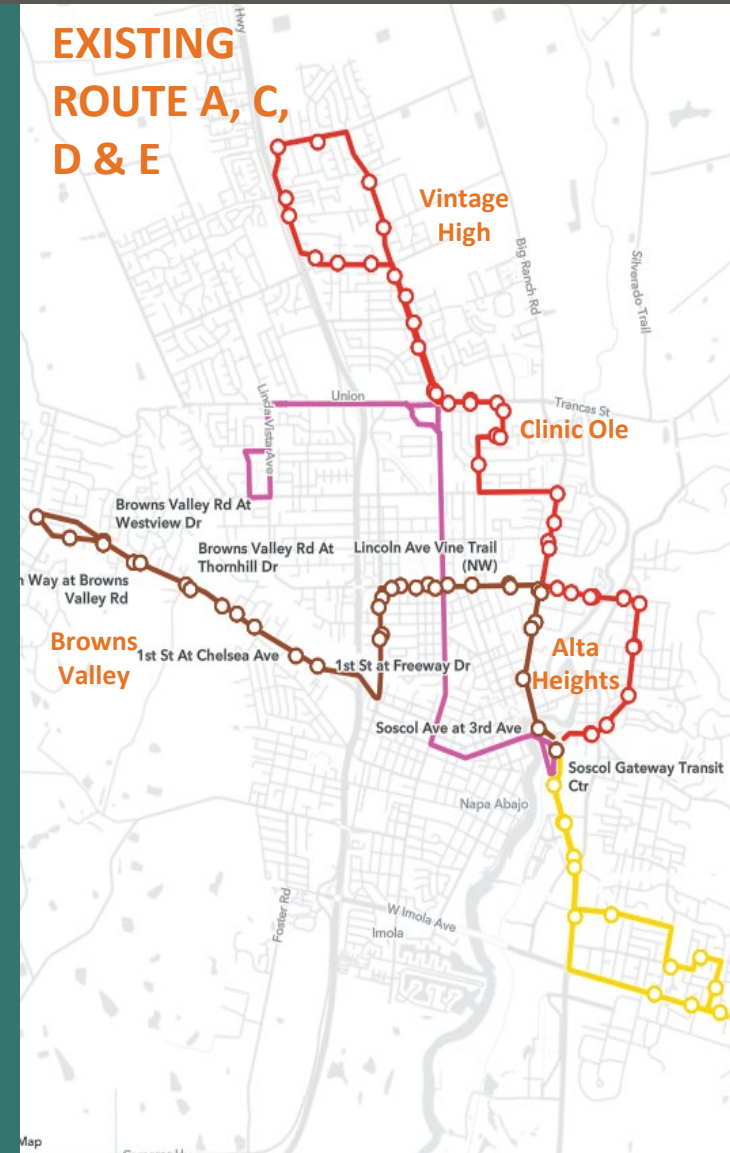 EXISTING
ROUTE A, C,
D & E
Hwy
Vintage
High
Big Ranch Rd
Silverado Trail
Union
Linda Vista Ave
Trancas St
Clinic Ole
Browns Valley Rd At
Westview Dr
Browns Valley Rd At
Thornhill Dr
Lincoln Ave Vine Trail
(NW)
Way at Browns
Valley Rd
Browns
Valley
1st St At Chelsea Ave
1st St at Freeway Dr
Alta
Heights
Soscol Ave at 3rd Ave
Soscol Gateway Transit
Ctr
Napa Abajo
Foster Rd
W Imola Ave
Imola
Map